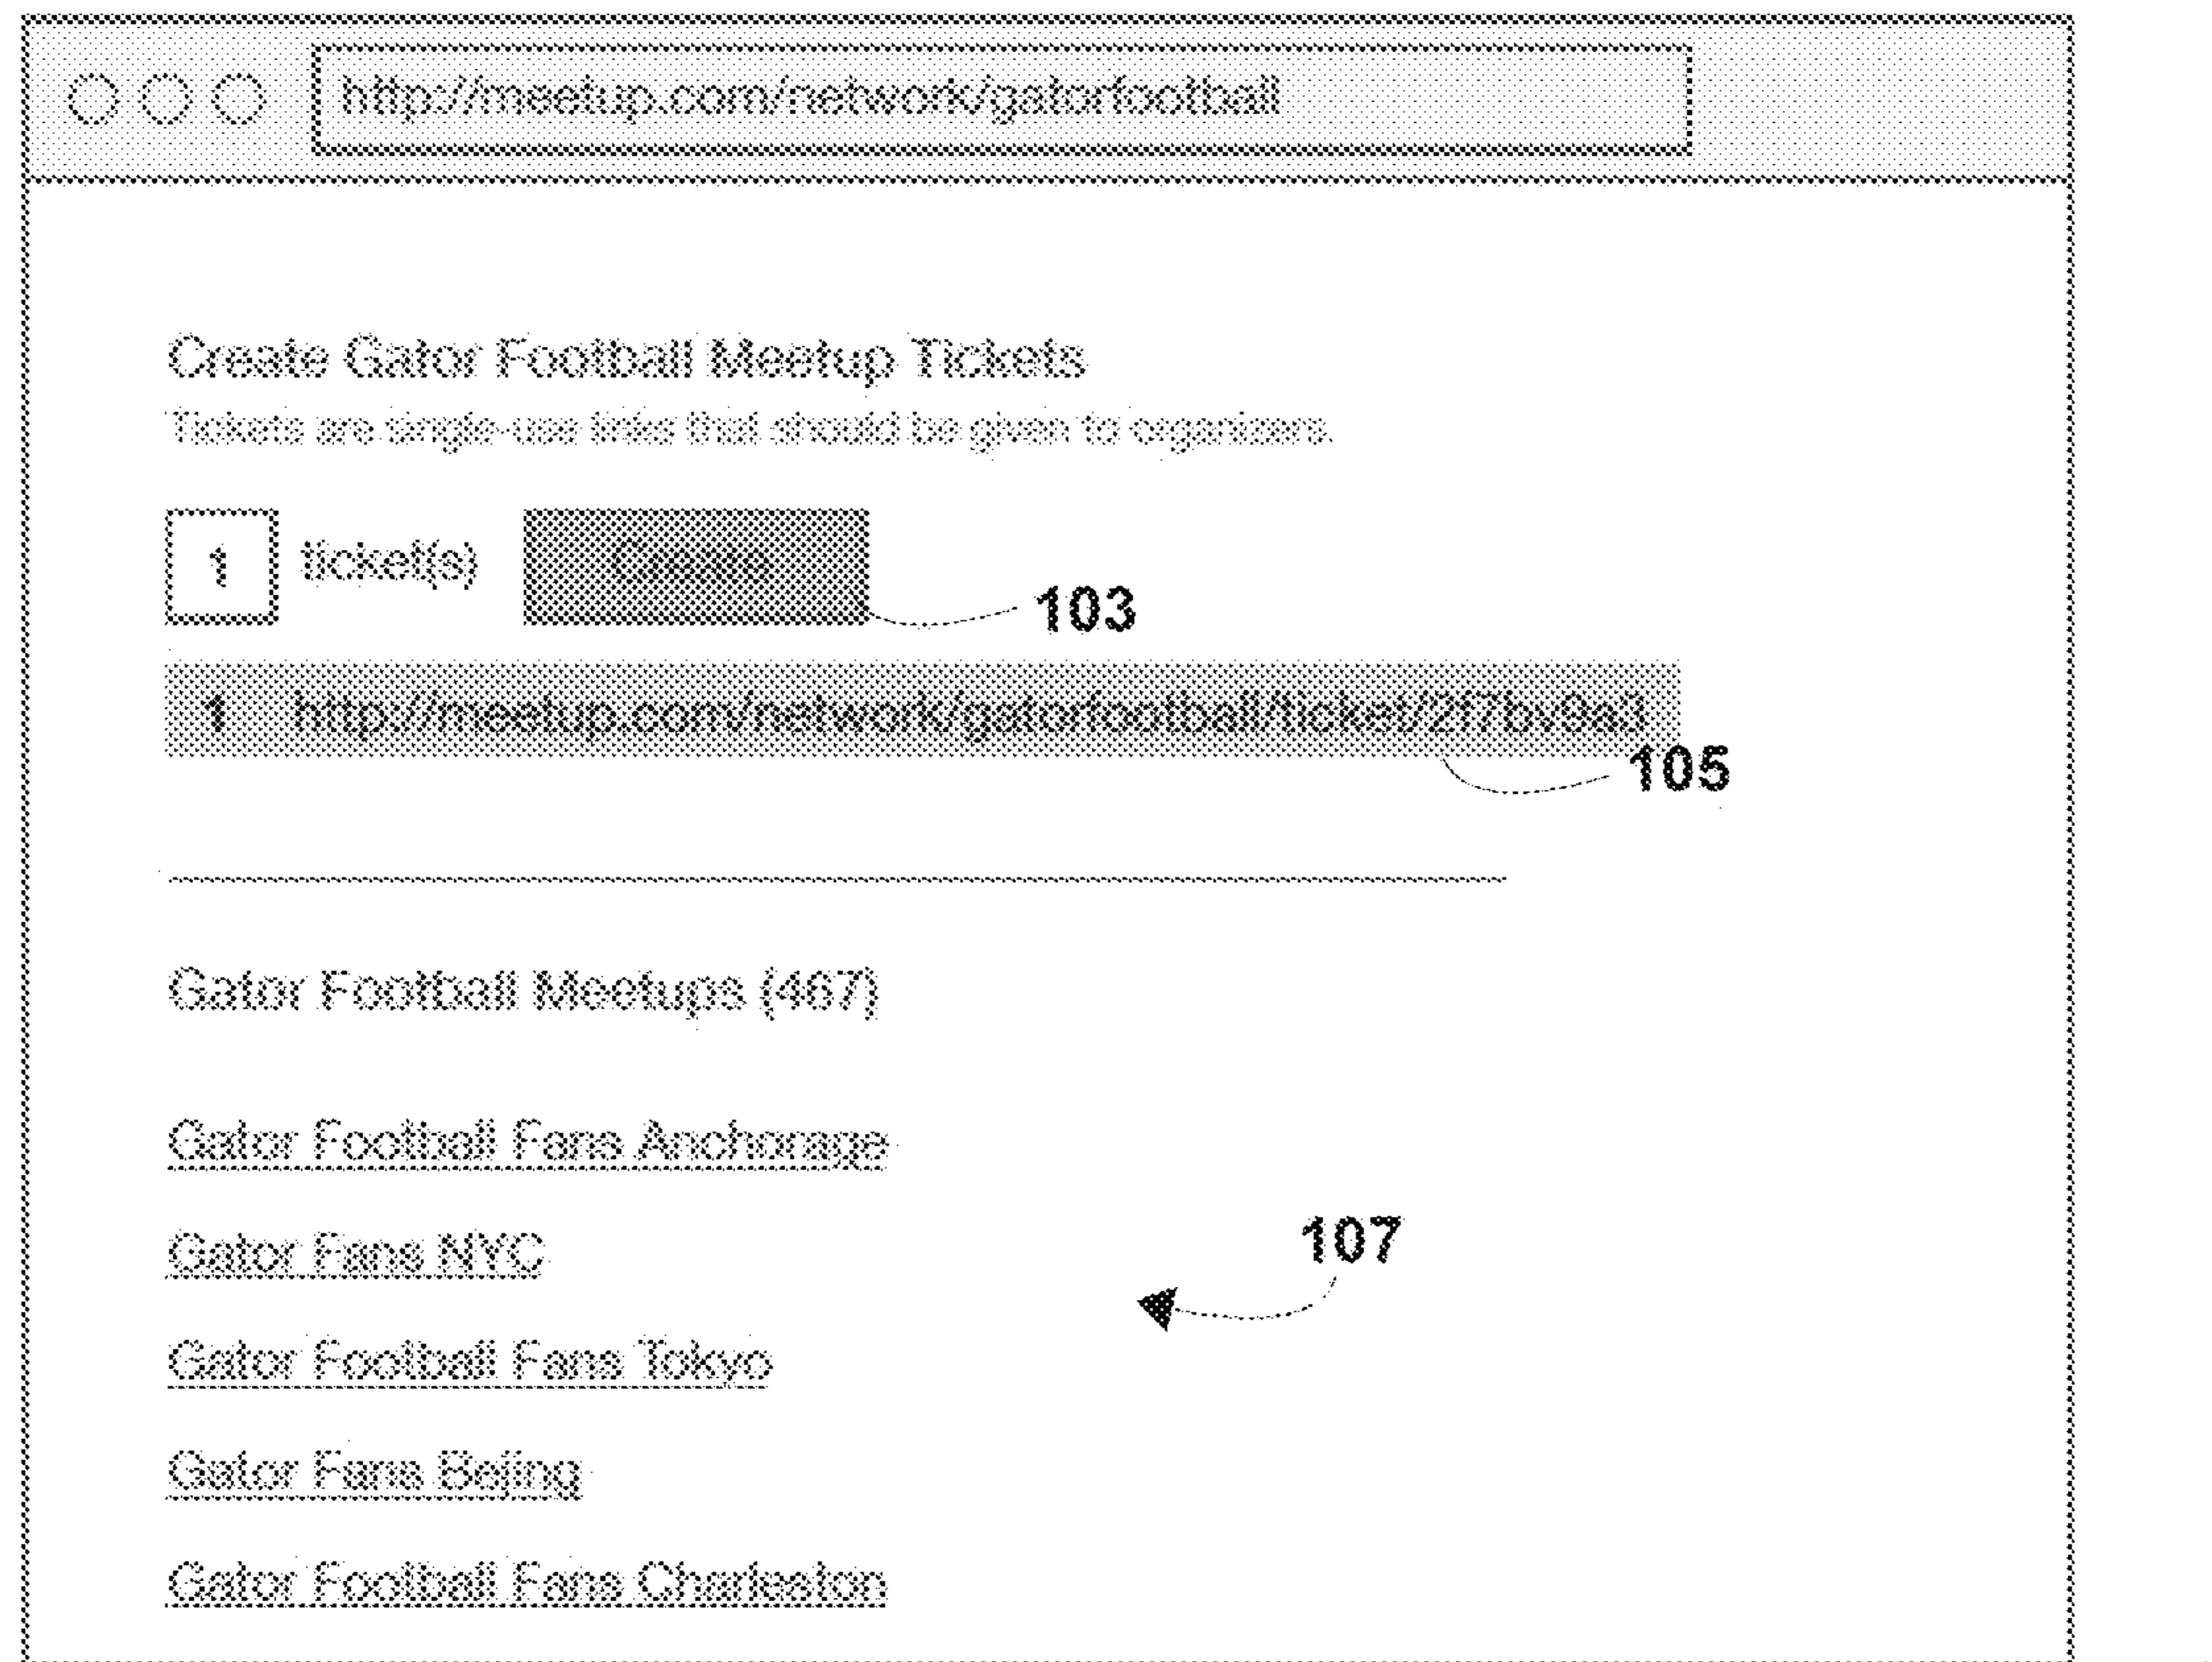 http://meetup.com/network/gatorfootball
Create Gator Football Meetup Tickets
Tickets are single-use links that should be given to organizers.
1 ticket(s) Create
103
1 http://meetup.com/network/gatorfootball/ticket/2f7bv9a3
105
Gator Football Meetups (467)
Gator Football Fans Anchorage
Gator Fans NYC
107
Gator Football Fans Tokyo
Gator Fans Bejing
Gator Football Fans Charleston